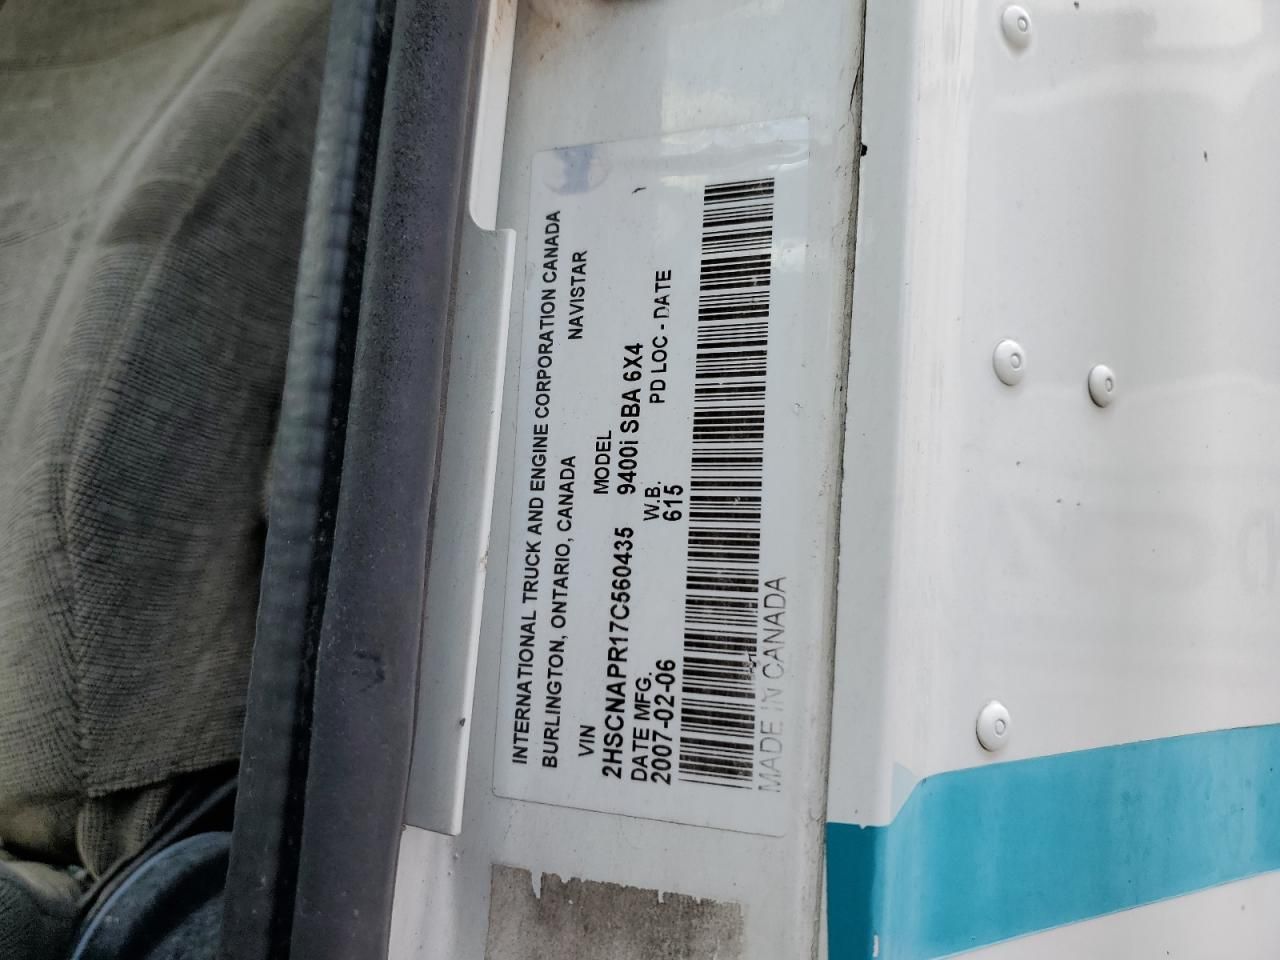 INTERNATIONAL TRUCK AND ENGINE CORPORATION CANADA
BURLINGTON, ONTARIO, CANADA NAVISTAR
VIN MODEL
2HSCNAPR17C560435 9400i SBA 6X4
DATE MFG. W.B. PD LOC - DATE
2007-02-06 615
MADE IN CANADA